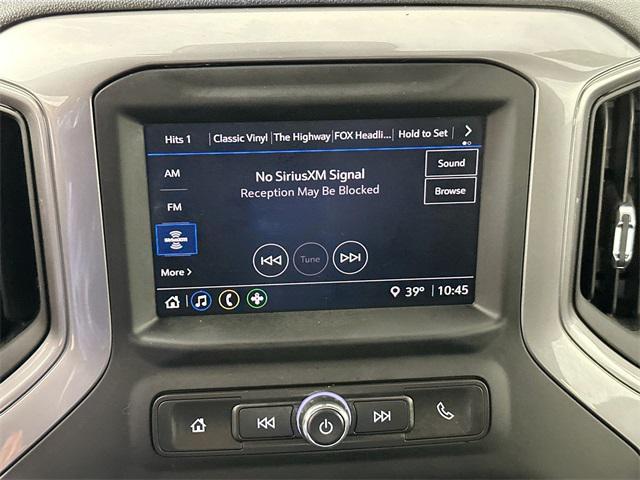 Hits 1 Classic Vinyl The Highway FOX Headli... Hold to Set
AM
No SiriusXM Signal
Sound
Reception May Be Blocked
FM
Browse
SiriusXM
Tune
More
39° 10:45